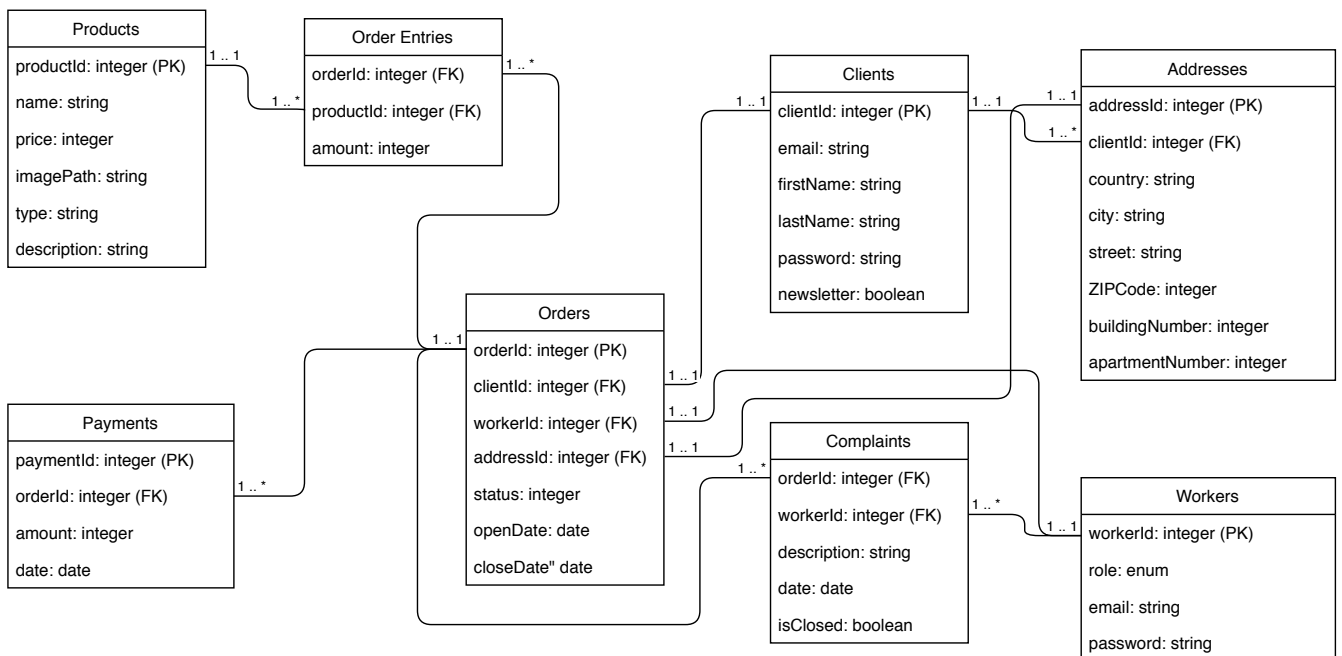 Products
productId: integer (PK)
name: string
price: integer
imagePath: string
type: string
description: string
1 .. 1
1 .. *
Order Entries
orderId: integer (FK)
productId: integer (FK)
amount: integer
1 .. *
Clients
1 .. 1
clientId: integer (PK)
1 .. 1
email: string
firstName: string
lastName: string
password: string
newsletter: boolean
Addresses
1 .. 1
addressId: integer (PK)
1 .. *
clientId: integer (FK)
country: string
city: string
street: string
ZIPCode: integer
buildingNumber: integer
apartmentNumber: integer
Orders
1 .. 1
orderId: integer (PK)
clientId: integer (FK)
1 .. 1
workerId: integer (FK)
1 .. 1
addressId: integer (FK)
1 .. 1
status: integer
openDate: date
closeDate" date
Payments
paymentId: integer (PK)
orderId: integer (FK)
1 .. *
amount: integer
date: date
Complaints
1 .. *
orderId: integer (FK)
workerId: integer (FK)
1 .. *
description: string
date: date
isClosed: boolean
Workers
1 .. 1
workerId: integer (PK)
role: enum
email: string
password: string